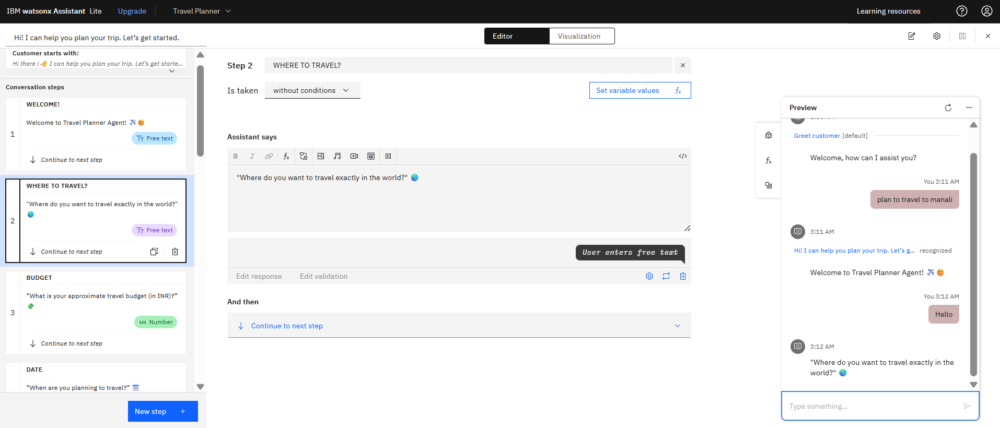 IBM watsonx Assistant Lite Upgrade Travel Planner Learning resources
Hi! I can help you plan your trip. Let’s get started.
Editor Visualization
Customer starts with:
Hi there ! 👋 I can help you plan your trip. Let’s get starte...
Conversation steps
1
WELCOME!
Welcome to Travel Planner Agent! ✈️ 😊
Free text
Continue to next step
2
WHERE TO TRAVEL?
"Where do you want to travel exactly in the world?"
🌏
Free text
Continue to next step
3
BUDGET
“What is your approximate travel budget (in INR)?”
💸
123 Number
Continue to next step
DATE
“When are you planning to travel?” 📅
New step +
Step 2 WHERE TO TRAVEL?
Is taken without conditions Set variable values fx
Assistant says
B I fx </>
"Where do you want to travel exactly in the world?" 🌏
User enters free text
Edit response Edit validation
And then
Continue to next step
Preview
Greet customer [default]
Welcome, how can I assist you?
You 3:11 AM
plan to travel to manali
3:11 AM
Hi! I can help you plan your trip. Let’s g... recognized
Welcome to Travel Planner Agent! ✈️ 😊
You 3:12 AM
Hello
3:12 AM
"Where do you want to travel exactly in the
world?" 🌏
Type something...